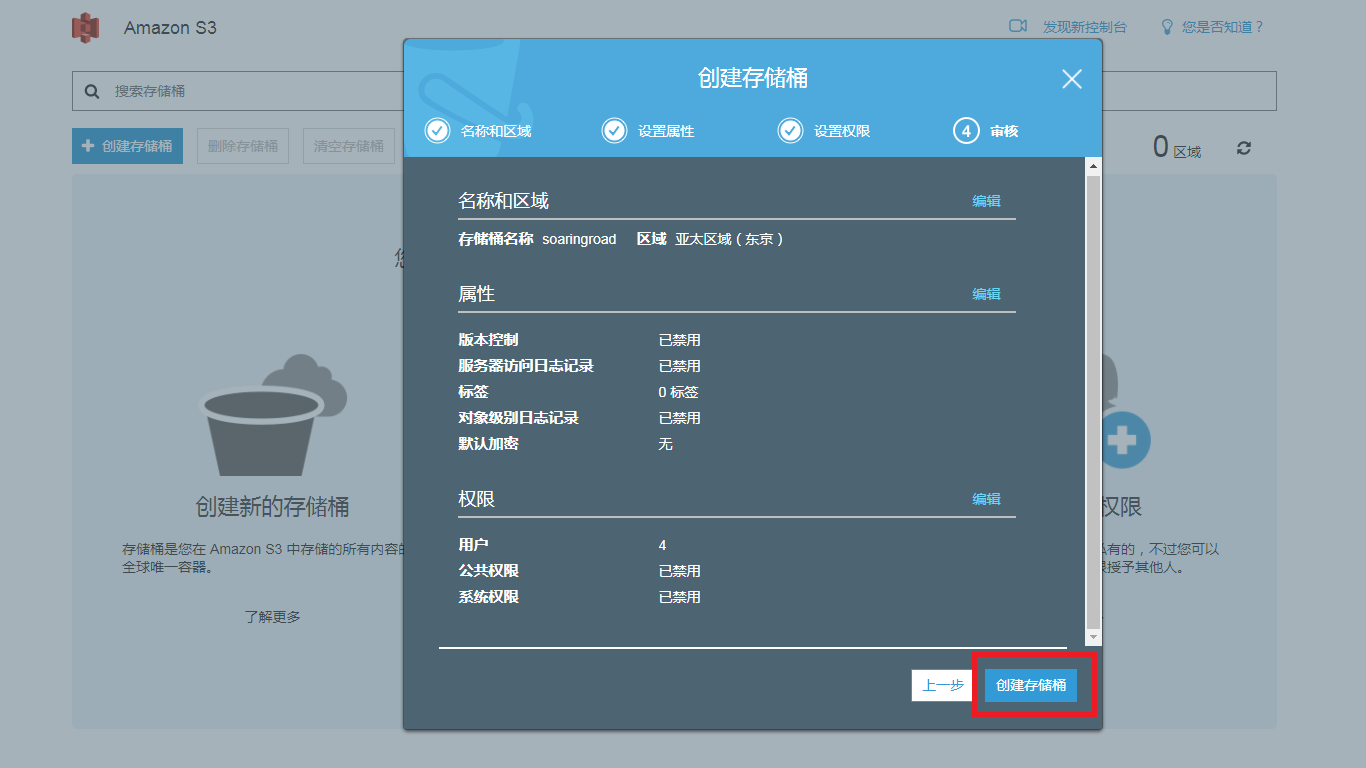 Amazon S3
发现新控制台
您是否知道？
搜索存储桶
创建存储桶
删除存储桶
清空存储桶
0 区域
创建存储桶
名称和区域
设置属性
设置权限
4 审核
名称和区域 编辑
存储桶名称 soaringroad 区域 亚太区域（东京）
属性 编辑
版本控制 已禁用
服务器访问日志记录 已禁用
标签 0 标签
对象级别日志记录 已禁用
默认加密 无
权限 编辑
用户 4
公共权限 已禁用
系统权限 已禁用
上一步 创建存储桶
创建新的存储桶
存储桶是您在 Amazon S3 中存储的所有内容的
全球唯一容器。
了解更多
权限
有的，不过您可以
授予其他人。